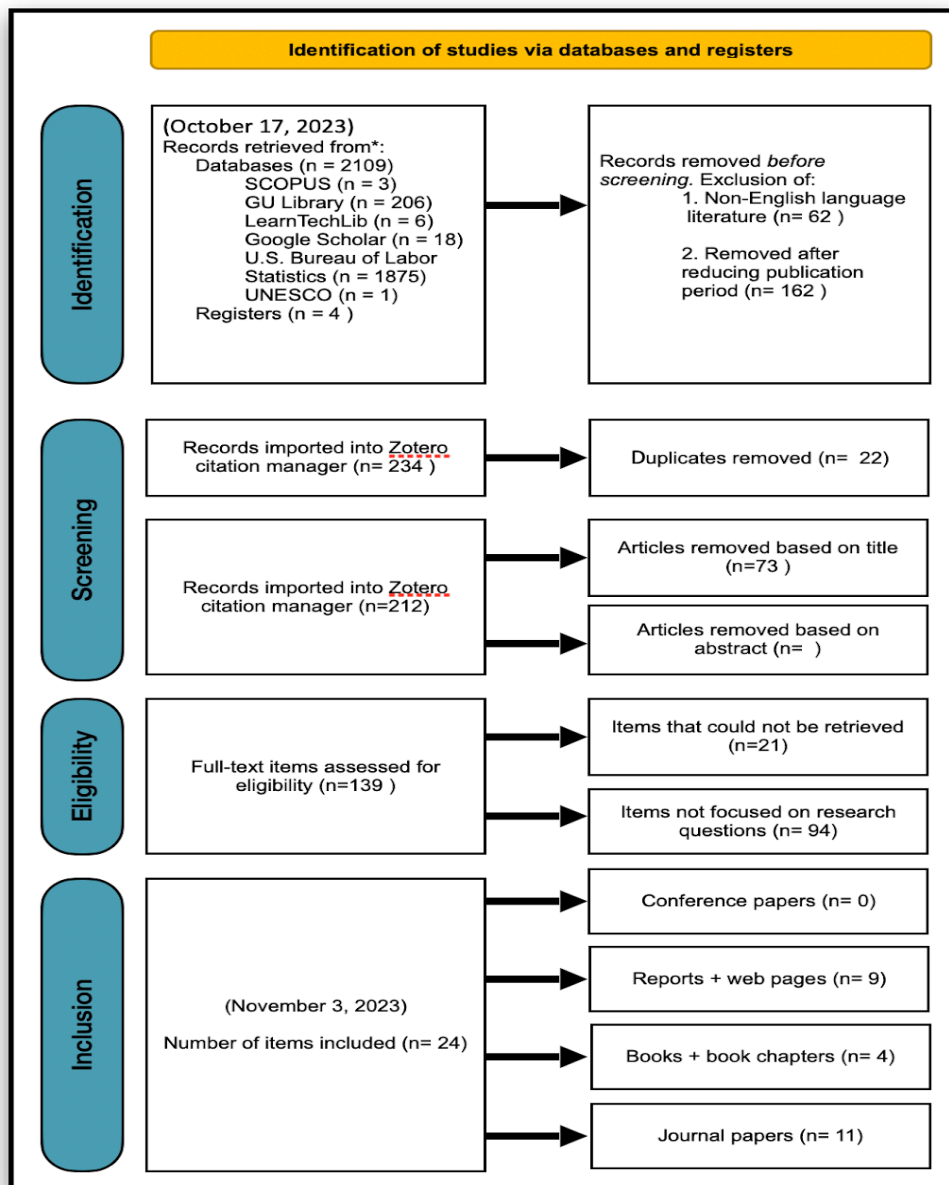 Identification of studies via databases and registers
Identification
(October 17, 2023)
Records retrieved from*:
Databases (n = 2109)
SCOPUS (n = 3)
GU Library (n = 206)
LearnTechLib (n = 6)
Google Scholar (n = 18)
U.S. Bureau of Labor
Statistics (n = 1875)
UNESCO (n = 1)
Registers (n = 4 )
Records removed before
screening. Exclusion of:
1. Non-English language
literature (n= 62 )
2. Removed after
reducing publication
period (n= 162 )
Screening
Records imported into Zotero
citation manager (n= 234 )
Duplicates removed (n=  22)
Records imported into Zotero
citation manager (n=212)
Articles removed based on title
(n=73 )
Articles removed based on
abstract (n=  )
Eligibility
Full-text items assessed for
eligibility (n=139 )
Items that could not be retrieved
(n=21)
Items not focused on research
questions (n= 94)
Inclusion
(November 3, 2023)
Number of items included (n= 24)
Conference papers (n= 0)
Reports + web pages (n= 9)
Books + book chapters (n= 4)
Journal papers (n= 11)